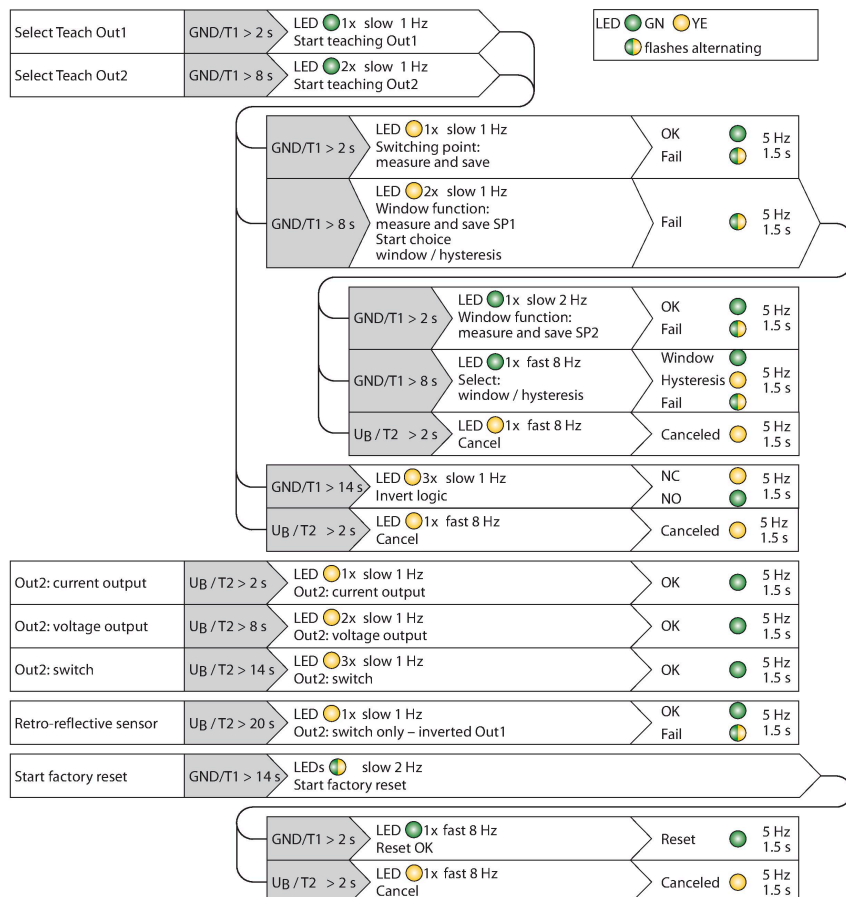 LED GN YE
flashes alternating
Select Teach Out1
GND/T1 > 2 s
LED 1x slow 1 Hz
Start teaching Out1
Select Teach Out2
GND/T1 > 8 s
LED 2x slow 1 Hz
Start teaching Out2
GND/T1 > 2 s
LED 1x slow 1 Hz
Switching point:
measure and save
OK
Fail
5 Hz
1.5 s
GND/T1 > 8 s
LED 2x slow 1 Hz
Window function:
measure and save SP1
Start choice
window / hysteresis
Fail
5 Hz
1.5 s
GND/T1 > 2 s
LED 1x slow 2 Hz
Window function:
measure and save SP2
OK
Fail
5 Hz
1.5 s
GND/T1 > 8 s
LED 1x fast 8 Hz
Select:
window / hysteresis
Window
Hysteresis
Fail
5 Hz
1.5 s
UB / T2 > 2 s
LED 1x fast 8 Hz
Cancel
Canceled
5 Hz
1.5 s
GND/T1 > 14 s
LED 3x slow 1 Hz
Invert logic
NC
NO
5 Hz
1.5 s
UB / T2 > 2 s
LED 1x fast 8 Hz
Cancel
Canceled
5 Hz
1.5 s
Out2: current output
UB / T2 > 2 s
LED 1x slow 1 Hz
Out2: current output
OK
5 Hz
1.5 s
Out2: voltage output
UB / T2 > 8 s
LED 2x slow 1 Hz
Out2: voltage output
OK
5 Hz
1.5 s
Out2: switch
UB / T2 > 14 s
LED 3x slow 1 Hz
Out2: switch
OK
5 Hz
1.5 s
Retro-reflective sensor
UB / T2 > 20 s
LED 1x slow 1 Hz
Out2: switch only – inverted Out1
OK
Fail
5 Hz
1.5 s
Start factory reset
GND/T1 > 14 s
LEDs slow 2 Hz
Start factory reset
GND/T1 > 2 s
LED 1x fast 8 Hz
Reset OK
Reset
5 Hz
1.5 s
UB / T2 > 2 s
LED 1x fast 8 Hz
Cancel
Canceled
5 Hz
1.5 s